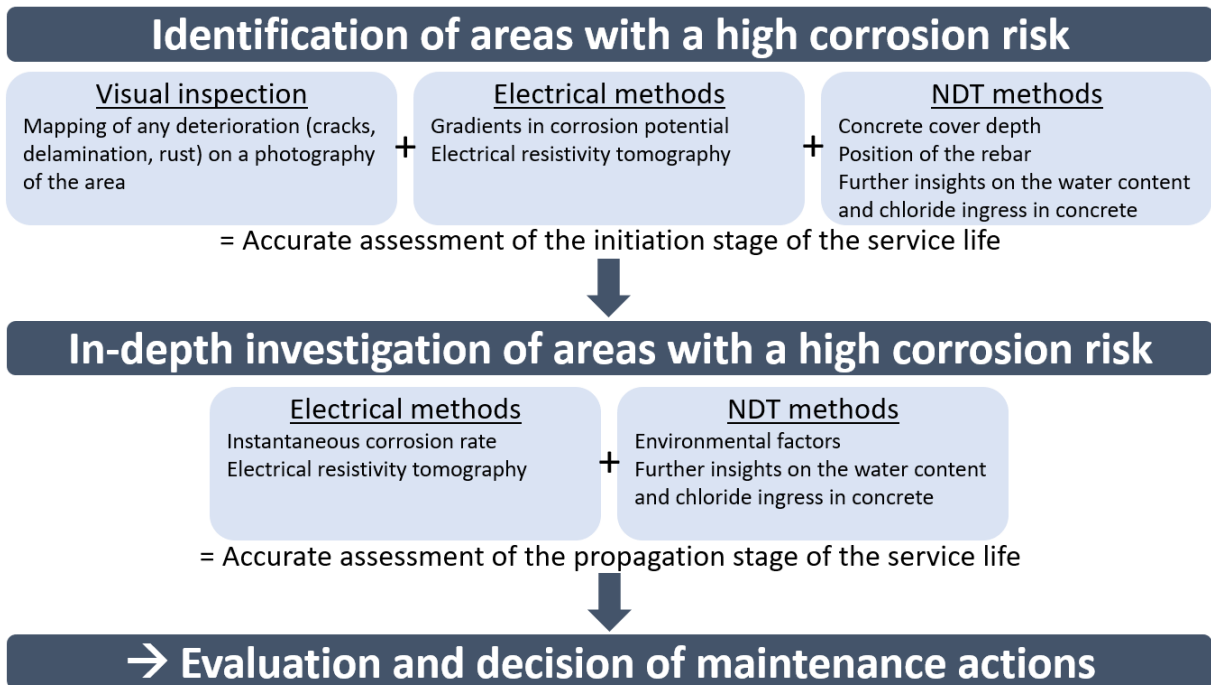 Identification of areas with a high corrosion risk
Visual inspection
Mapping of any deterioration (cracks,
delamination, rust) on a photography
of the area
+
Electrical methods
Gradients in corrosion potential
Electrical resistivity tomography
+
NDT methods
Concrete cover depth
Position of the rebar
Further insights on the water content
and chloride ingress in concrete
= Accurate assessment of the initiation stage of the service life
In-depth investigation of areas with a high corrosion risk
Electrical methods
Instantaneous corrosion rate
Electrical resistivity tomography
+
NDT methods
Environmental factors
Further insights on the water content
and chloride ingress in concrete
= Accurate assessment of the propagation stage of the service life
→ Evaluation and decision of maintenance actions